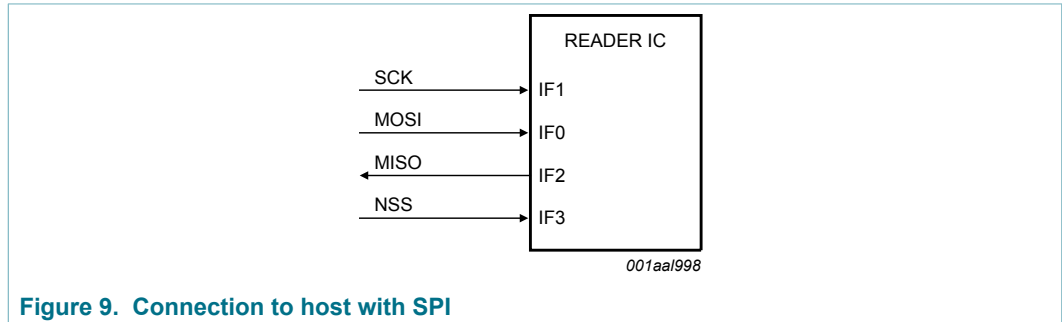 READER IC
SCK
IF1
MOSI
IF0
MISO
IF2
NSS
IF3
001aal998
Figure 9. Connection to host with SPI